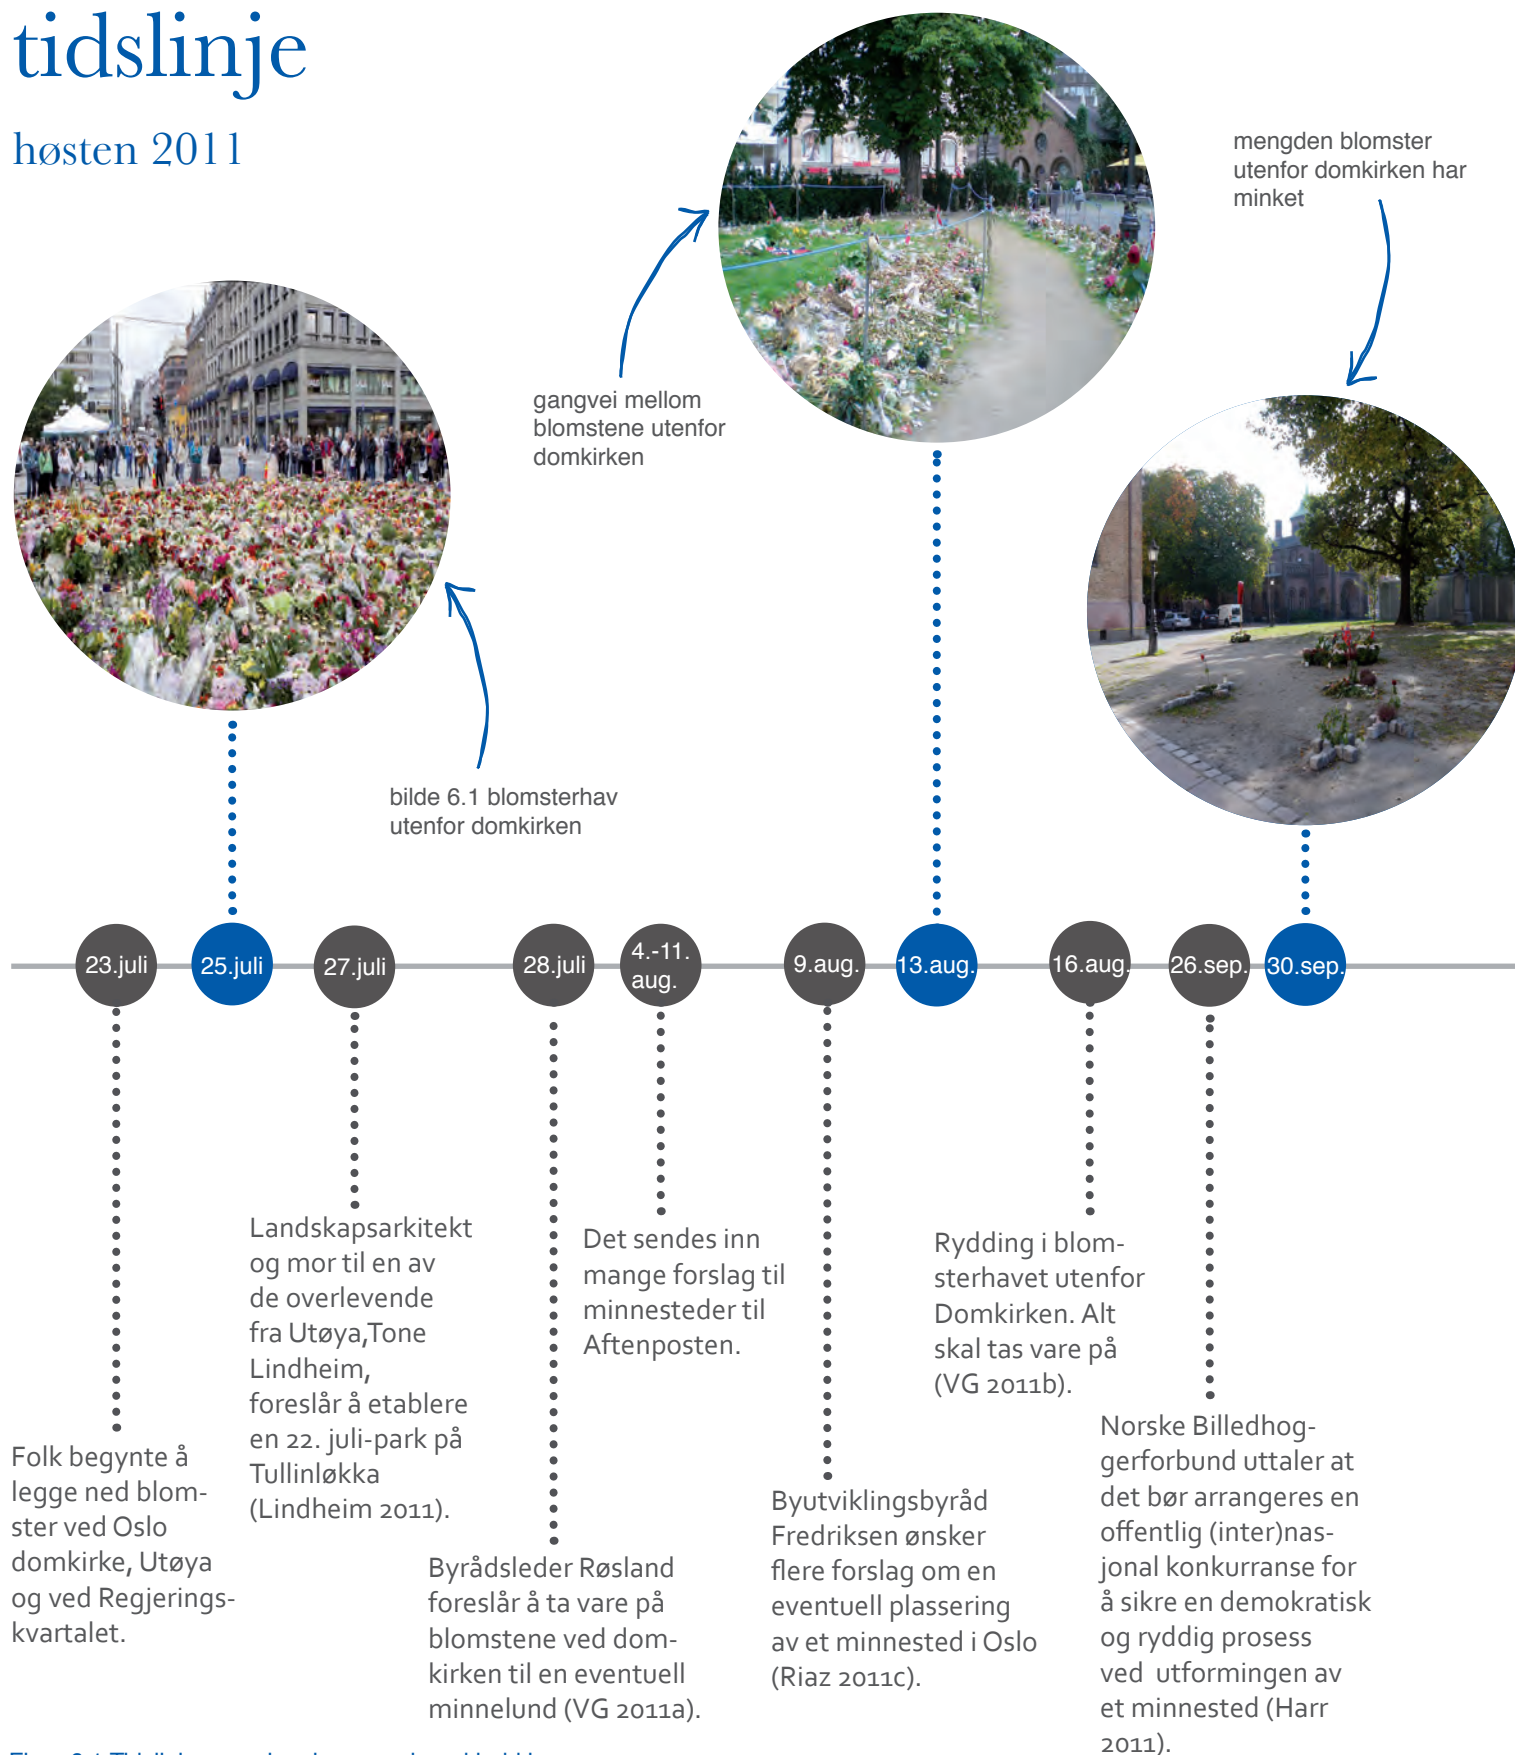 tidslinje
høsten 2011
mengden blomster
utenfor domkirken har
minket
gangvei mellom
blomstene utenfor
domkirken
bilde 6.1 blomsterhav
utenfor domkirken
23.juli
25.juli
27.juli
28.juli
4.-11.
aug.
9.aug.
13.aug.
16.aug.
26.sep.
30.sep.
Folk begynte å
legge ned blom-
ster ved Oslo
domkirke, Utøya
og ved Regjerings-
kvartalet.
Landskapsarkitekt
og mor til en av
de overlevende
fra Utøya,Tone
Lindheim,
foreslår å etablere
en 22. juli-park på
Tullinløkka
(Lindheim 2011).
Byrådsleder Røsland
foreslår å ta vare på
blomstene ved dom-
kirken til en eventuell
minnelund (VG 2011a).
Det sendes inn
mange forslag til
minnesteder til
Aftenposten.
Byutviklingsbyråd
Fredriksen ønsker
flere forslag om en
eventuell plassering
av et minnested i Oslo
(Riaz 2011c).
Rydding i blom-
sterhavet utenfor
Domkirken. Alt
skal tas vare på
(VG 2011b).
Norske Billedhog-
gerforbund uttaler at
det bør arrangeres en
offentlig (inter)nas-
jonal konkurranse for
å sikre en demokratisk
og ryddig prosess
ved utformingen av
et minnested (Harr
2011).